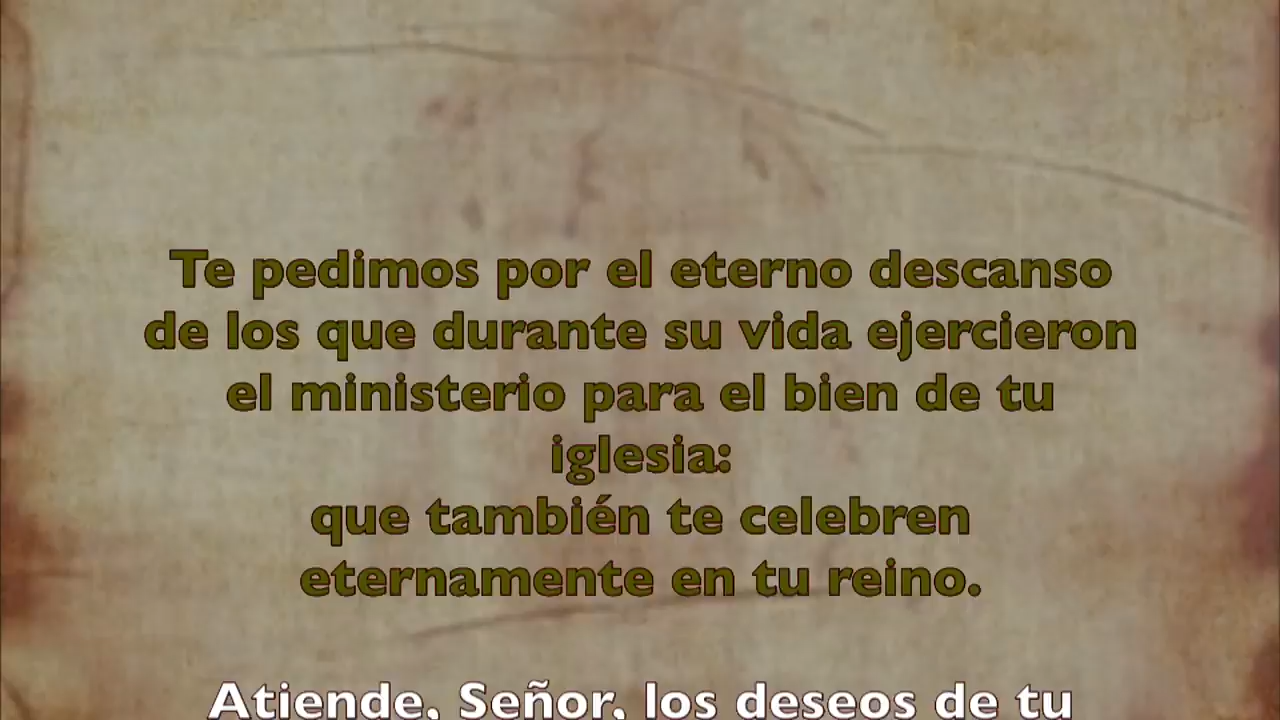 Te pedimos por el eterno descanso
de los que durante su vida ejercieron
el ministerio para el bien de tu
iglesia:
que también te celebren
eternamente en tu reino.
Atiende, Señor, los deseos de tu